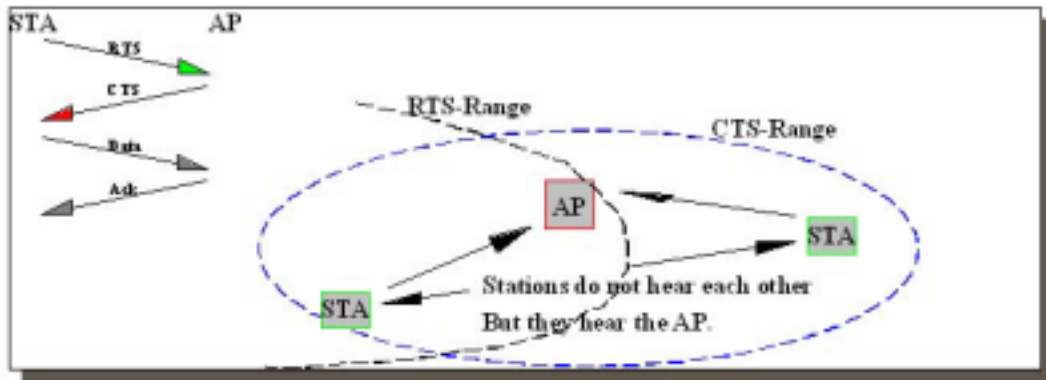 STA AP
RTS
CTS
Data
Ack
RTS-Range
CTS-Range
AP
STA
STA
Stations do not hear each other
But they hear the AP.